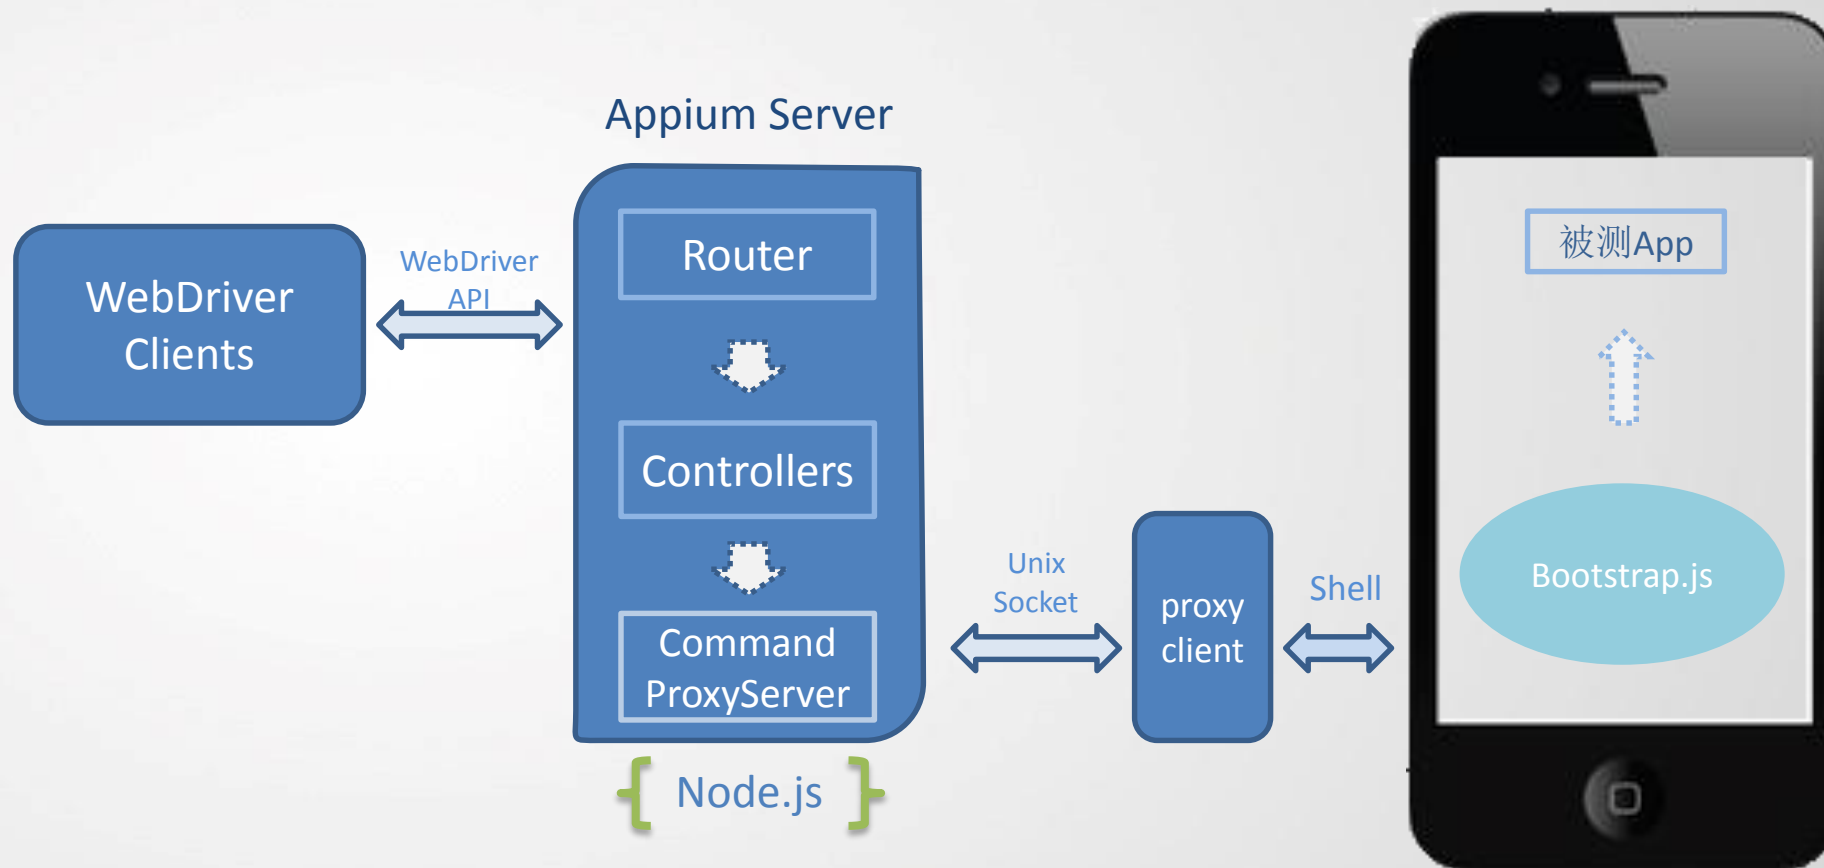 Appium Server
WebDriver
Clients
WebDriver
API
Router
Controllers
Command
ProxyServer
{ Node.js }
Unix
Socket
proxy
client
Shell
被测App
Bootstrap.js